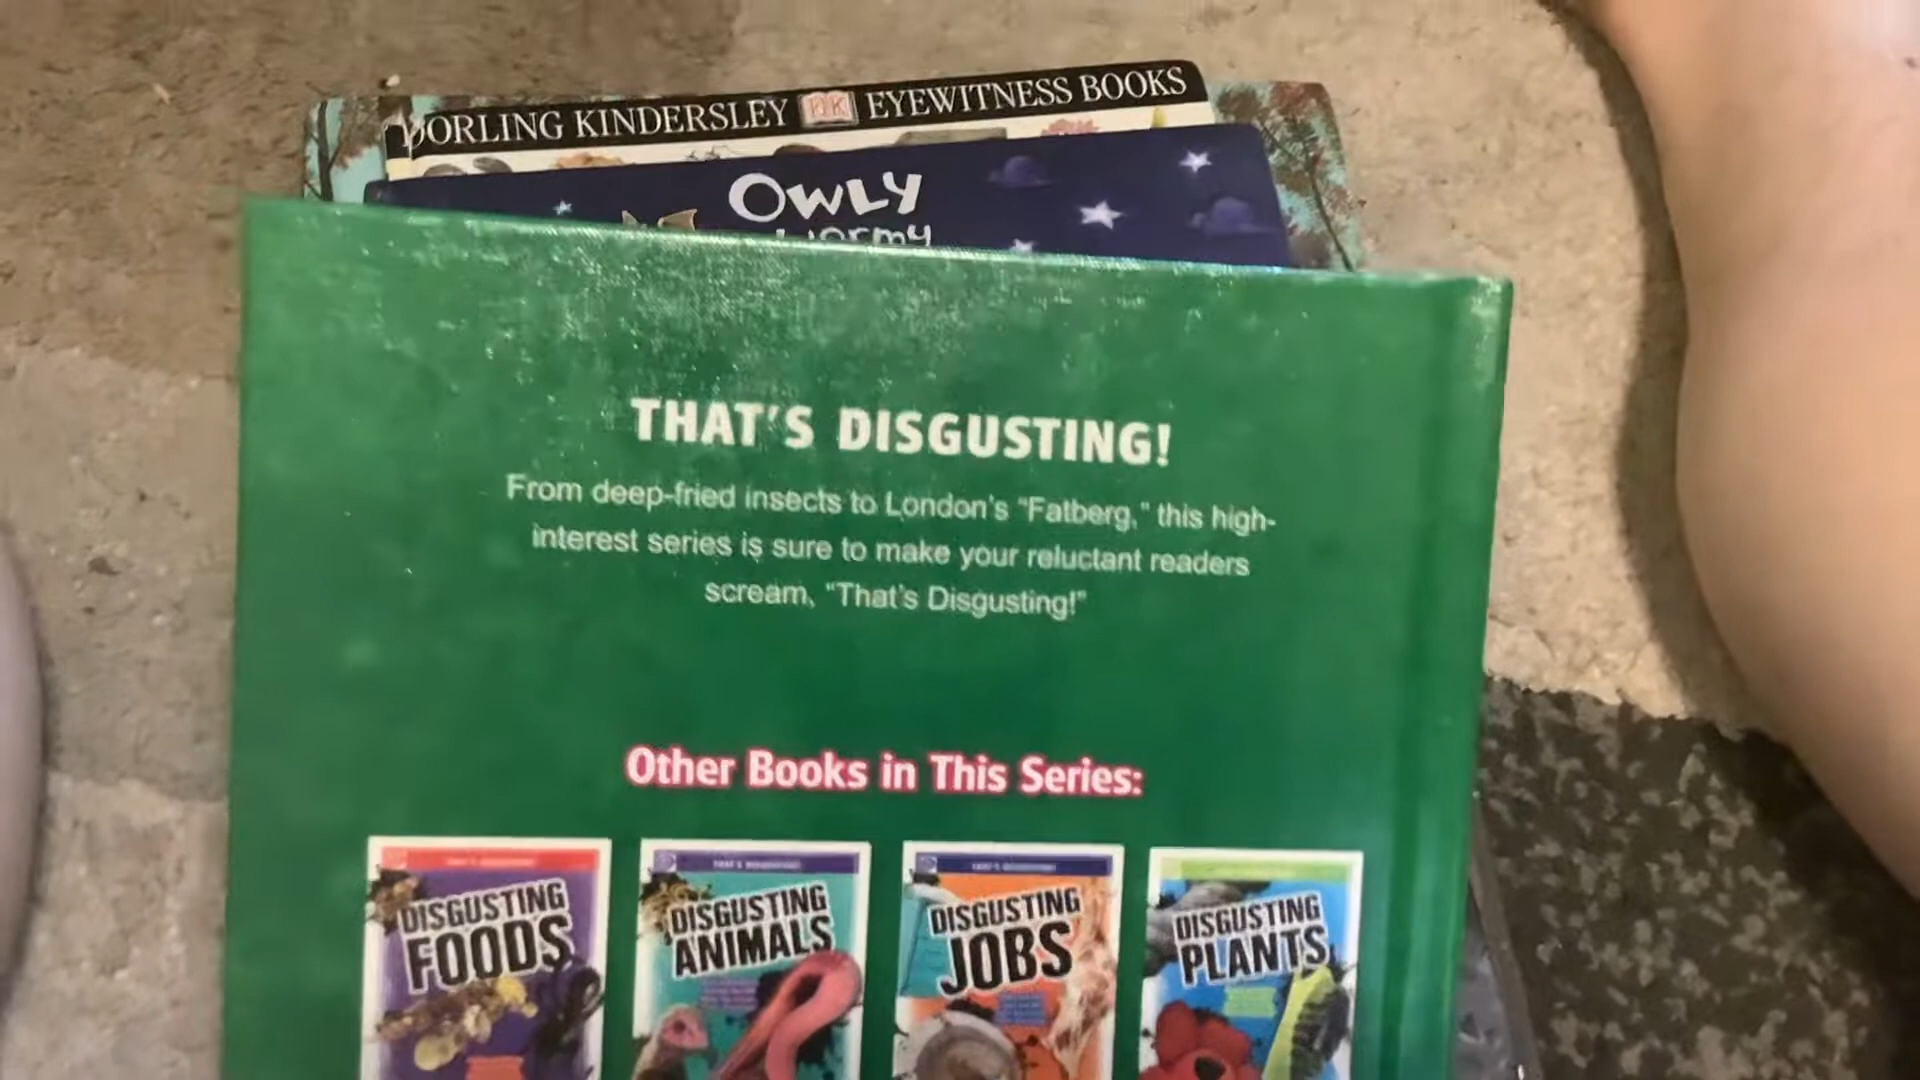 DORLING KINDERSLEY DK EYEWITNESS BOOKS
OWLY
Wormy
THAT'S DISGUSTING!
From deep-fried insects to London's "Fatberg," this high-
interest series is sure to make your reluctant readers
scream, "That's Disgusting!"
Other Books in This Series:
DISGUSTING
FOODS
DISGUSTING
ANIMALS
DISGUSTING
JOBS
DISGUSTING
PLANTS